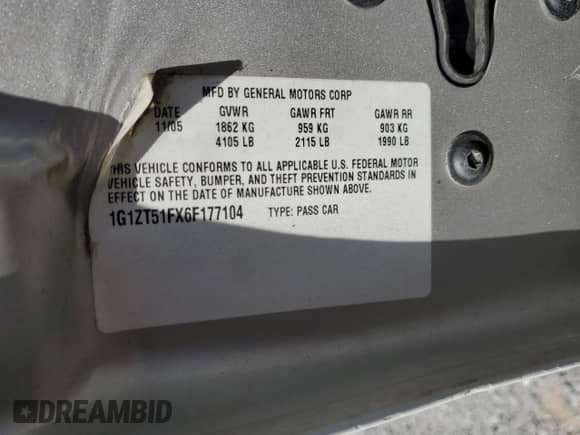 MFD BY GENERAL MOTORS CORP
DATE GVWR GAWR FRT GAWR RR
11/05 1862 KG 959 KG 903 KG
4105 LB 2115 LB 1990 LB
THIS VEHICLE CONFORMS TO ALL APPLICABLE U.S. FEDERAL MOTOR
VEHICLE SAFETY, BUMPER, AND THEFT PREVENTION STANDARDS IN
EFFECT ON THE DATE OF MANUFACTURE SHOWN ABOVE.
1G1ZT51FX6F177104 TYPE: PASS CAR
DREAMBID